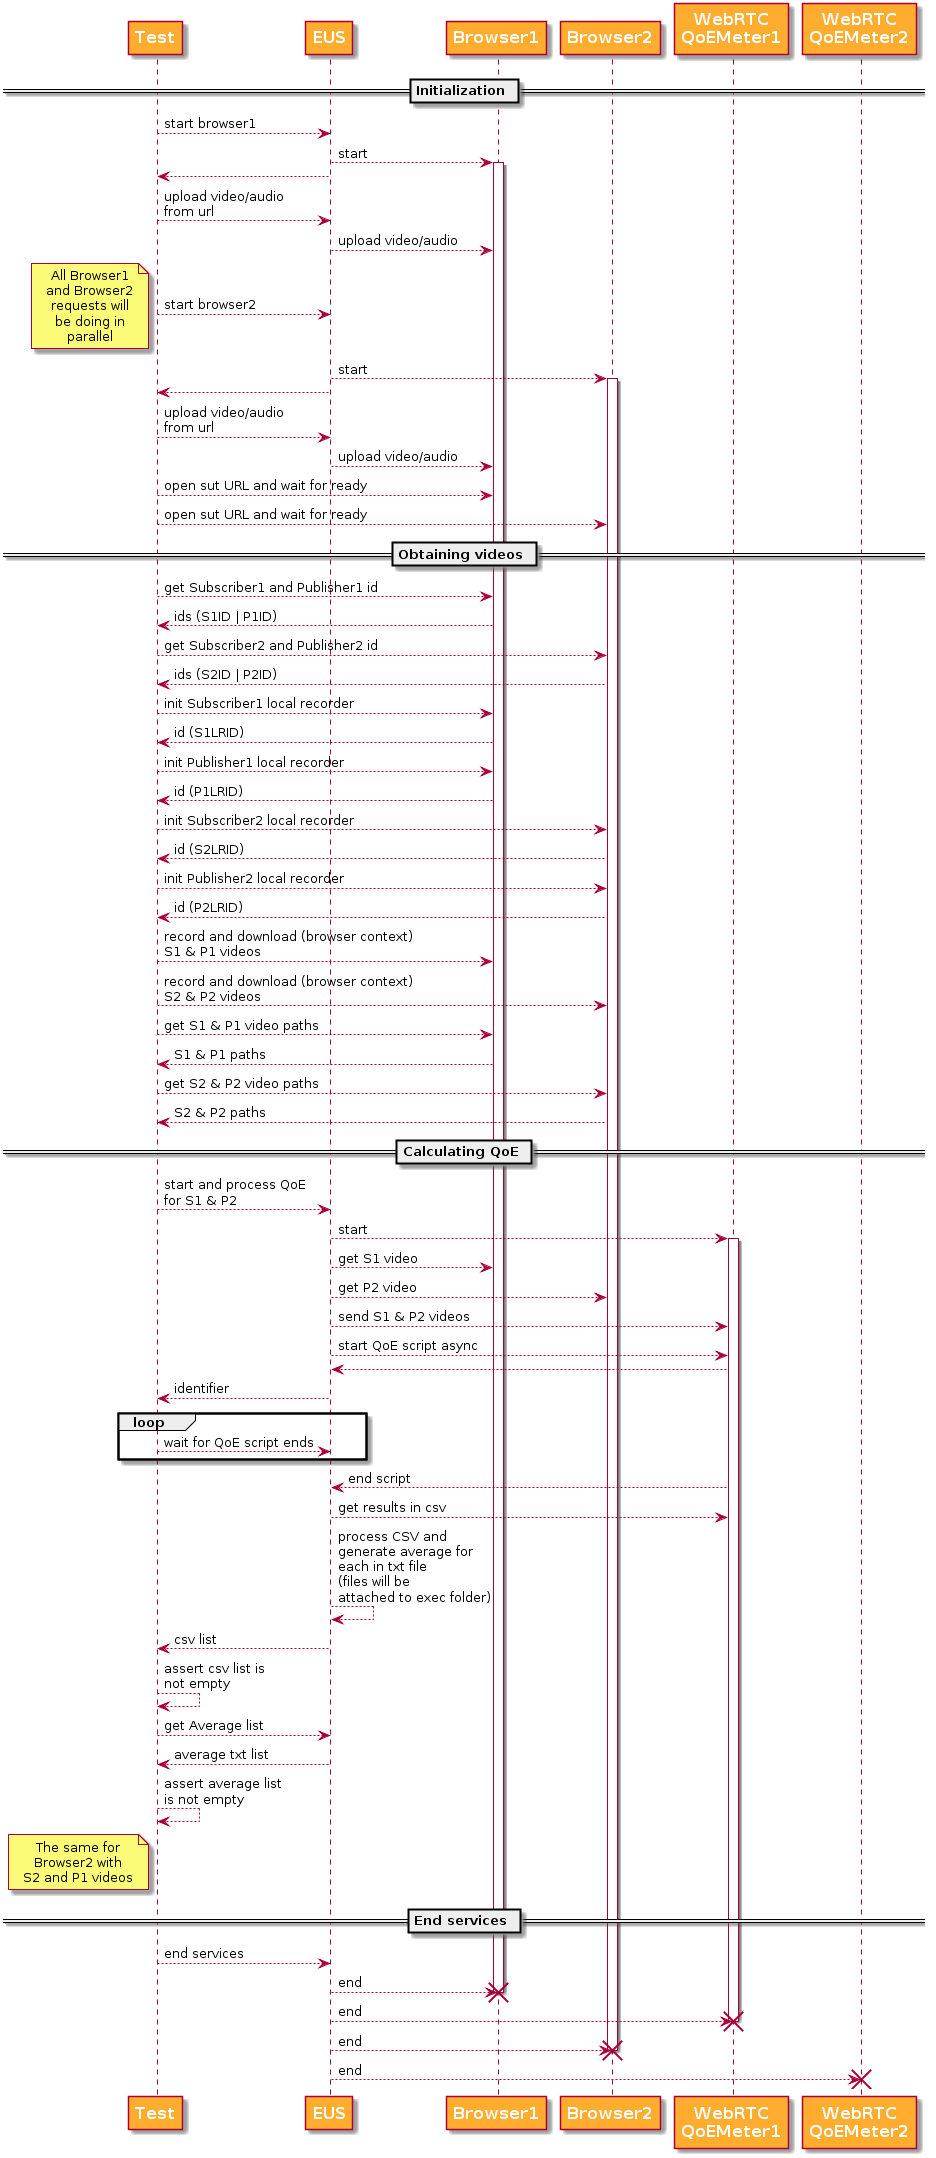 Test
EUS
Browser1
Browser2
WebRTC
QoEMeter1
WebRTC
QoEMeter2
Initialization
start browser1
start
upload video/audio
from url
upload video/audio
All Browser1
and Browser2
requests will
be doing in
parallel
start browser2
start
upload video/audio
from url
upload video/audio
open sut URL and wait for ready
open sut URL and wait for ready
Obtaining videos
get Subscriber1 and Publisher1 id
ids (S1ID | P1ID)
get Subscriber2 and Publisher2 id
ids (S2ID | P2ID)
init Subscriber1 local recorder
id (S1LRID)
init Publisher1 local recorder
id (P1LRID)
init Subscriber2 local recorder
id (S2LRID)
init Publisher2 local recorder
id (P2LRID)
record and download (browser context)
S1 & P1 videos
record and download (browser context)
S2 & P2 videos
get S1 & P1 video paths
S1 & P1 paths
get S2 & P2 video paths
S2 & P2 paths
Calculating QoE
start and process QoE
for S1 & P2
start
get S1 video
get P2 video
send S1 & P2 videos
start QoE script async
identifier
loop
wait for QoE script ends
end script
get results in csv
process CSV and
generate average for
each in txt file
(files will be
attached to exec folder)
csv list
assert csv list is
not empty
get Average list
average txt list
assert average list
is not empty
The same for
Browser2 with
S2 and P1 videos
End services
end services
end
end
end
end
Test
EUS
Browser1
Browser2
WebRTC
QoEMeter1
WebRTC
QoEMeter2